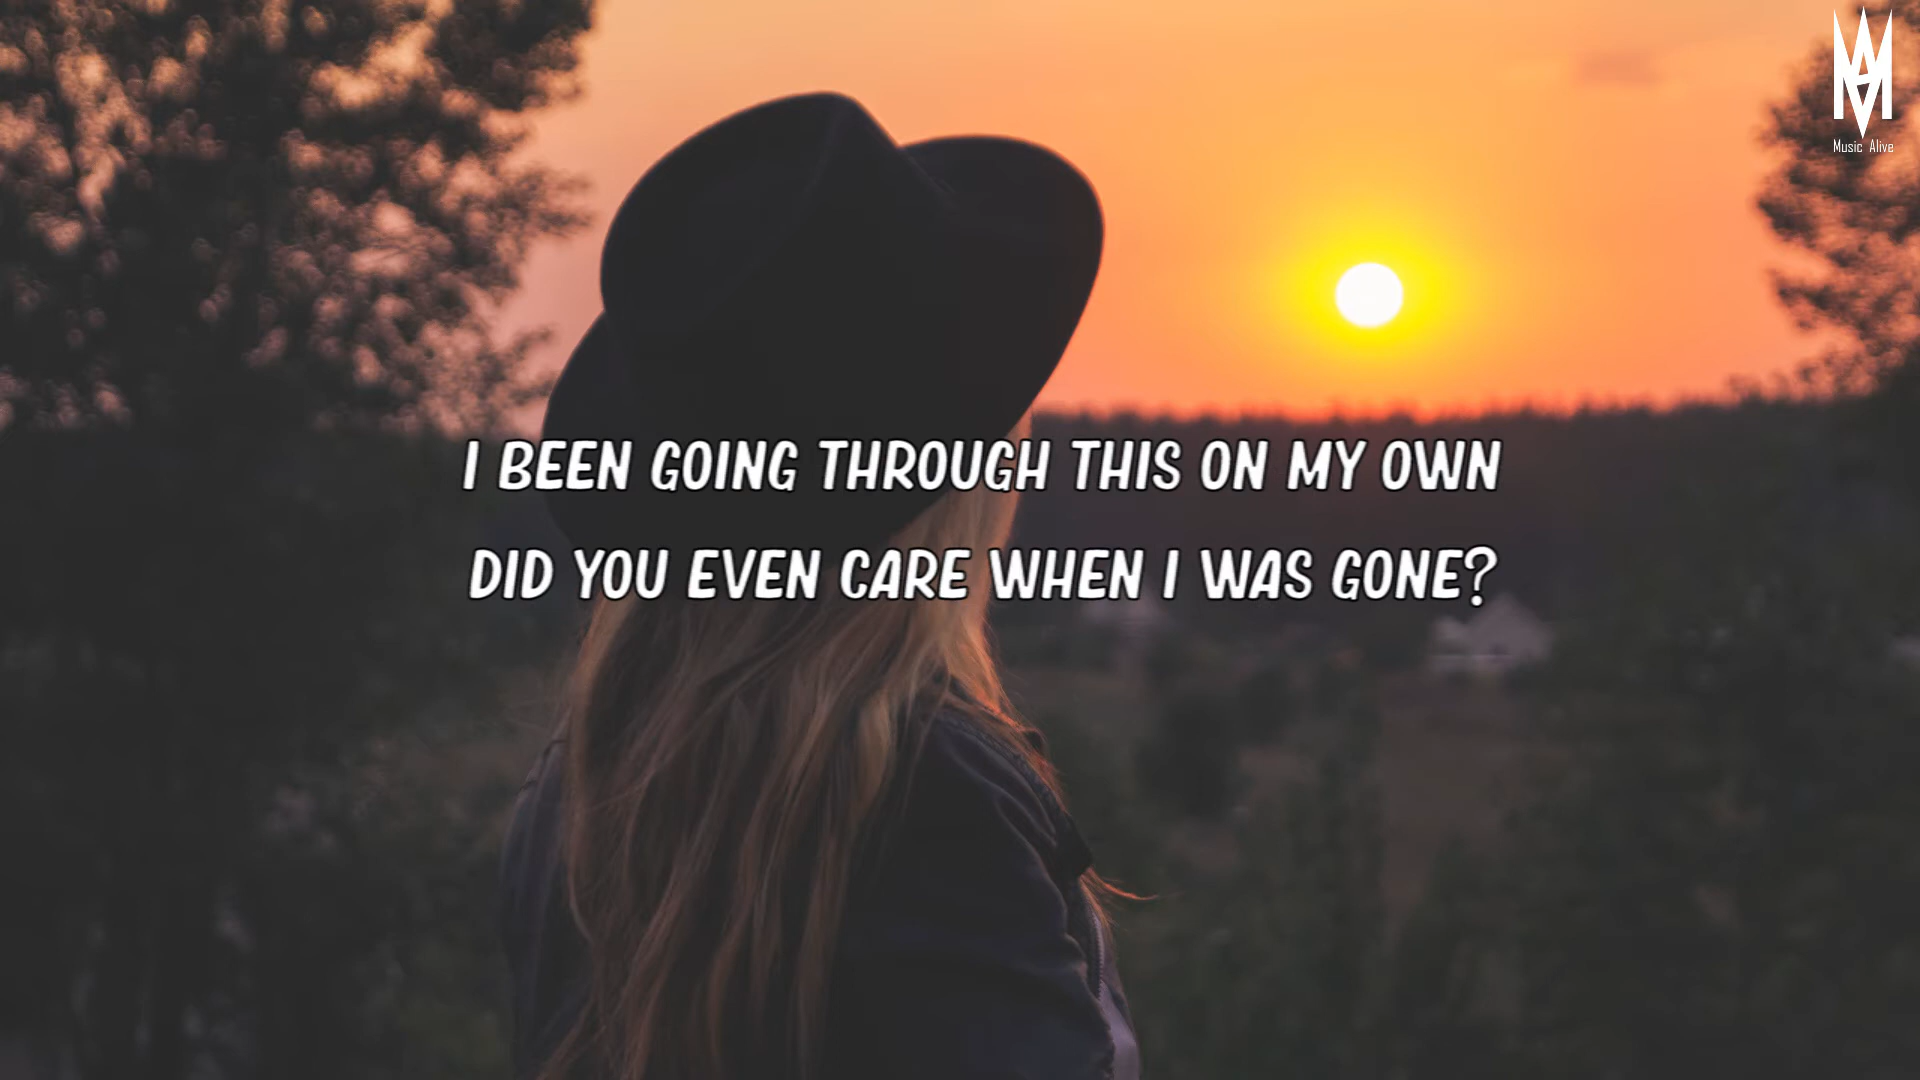 Music Alive
I BEEN GOING THROUGH THIS ON MY OWN
DID YOU EVEN CARE WHEN I WAS GONE?